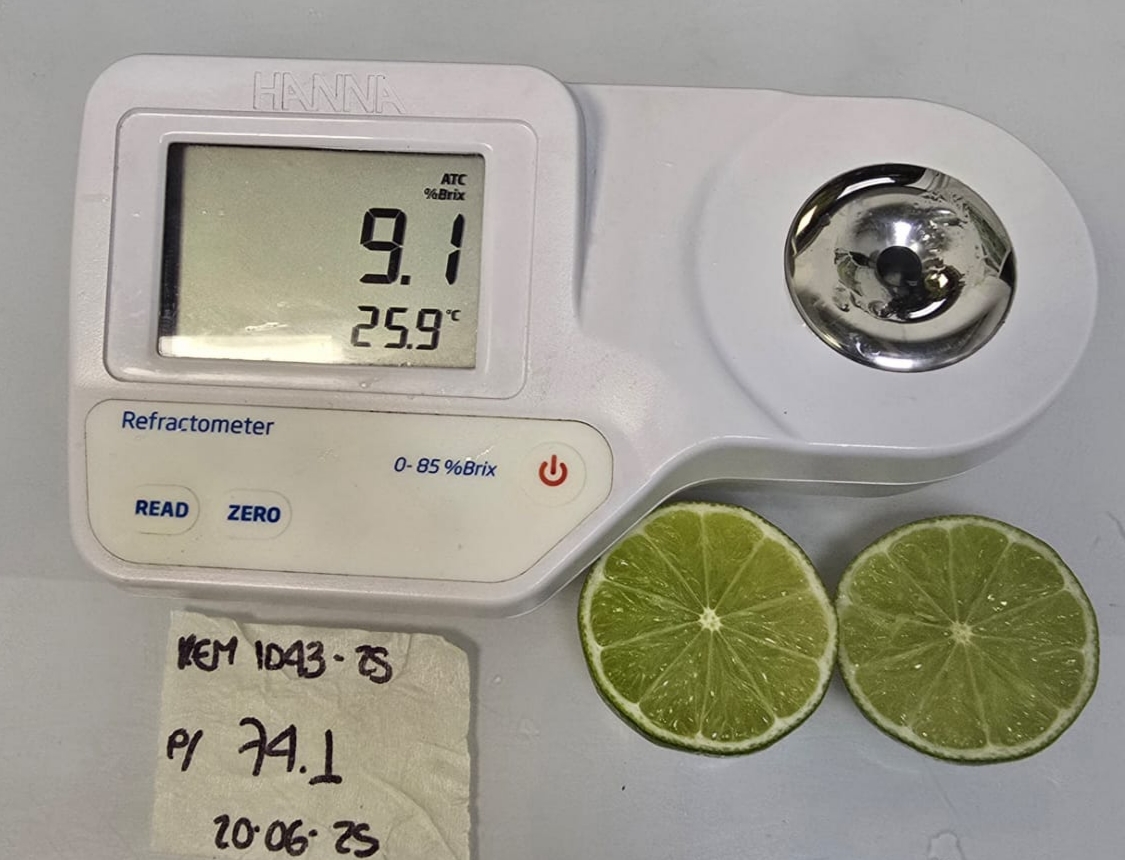 HANNA
ATC
%Brix
9.1
25.9°C
Refractometer
0-85 %Brix
READ ZERO
REM 1043-25
P/ 74.1
20·06·25